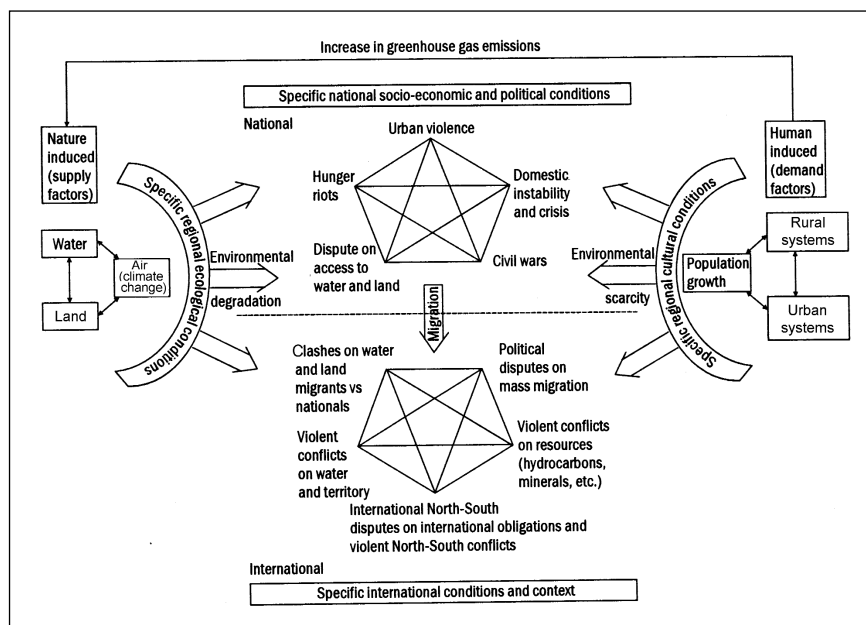 Increase in greenhouse gas emissions
Specific national socio-economic and political conditions
National
Nature
induced
(supply
factors)
Human
induced
(demand
factors)
Urban violence
Hunger
riots
Domestic
instability
and crisis
Dispute on
access to
water and land
Civil wars
Specific regional ecological conditions
Specific regional cultural conditions
Water
Air
(climate
change)
Land
Environmental
degradation
Environmental
scarcity
Population
growth
Rural
systems
Urban
systems
Migration
Clashes on water
and land
migrants vs
nationals
Political
disputes on
mass migration
Violent
conflicts
on water
and territory
Violent conflicts
on resources
(hydrocarbons,
minerals, etc.)
International North-South
disputes on international obligations and
violent North-South conflicts
International
Specific international conditions and context